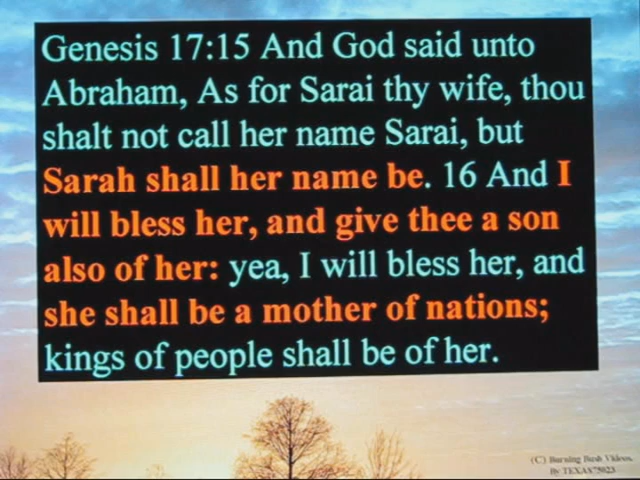 Genesis 17:15 And God said unto
Abraham, As for Sarai thy wife, thou
shalt not call her name Sarai, but
Sarah shall her name be. 16 And I
will bless her, and give thee a son
also of her: yea, I will bless her, and
she shall be a mother of nations;
kings of people shall be of her.
(C) Burning Bush Videos.
By TEXAS75023